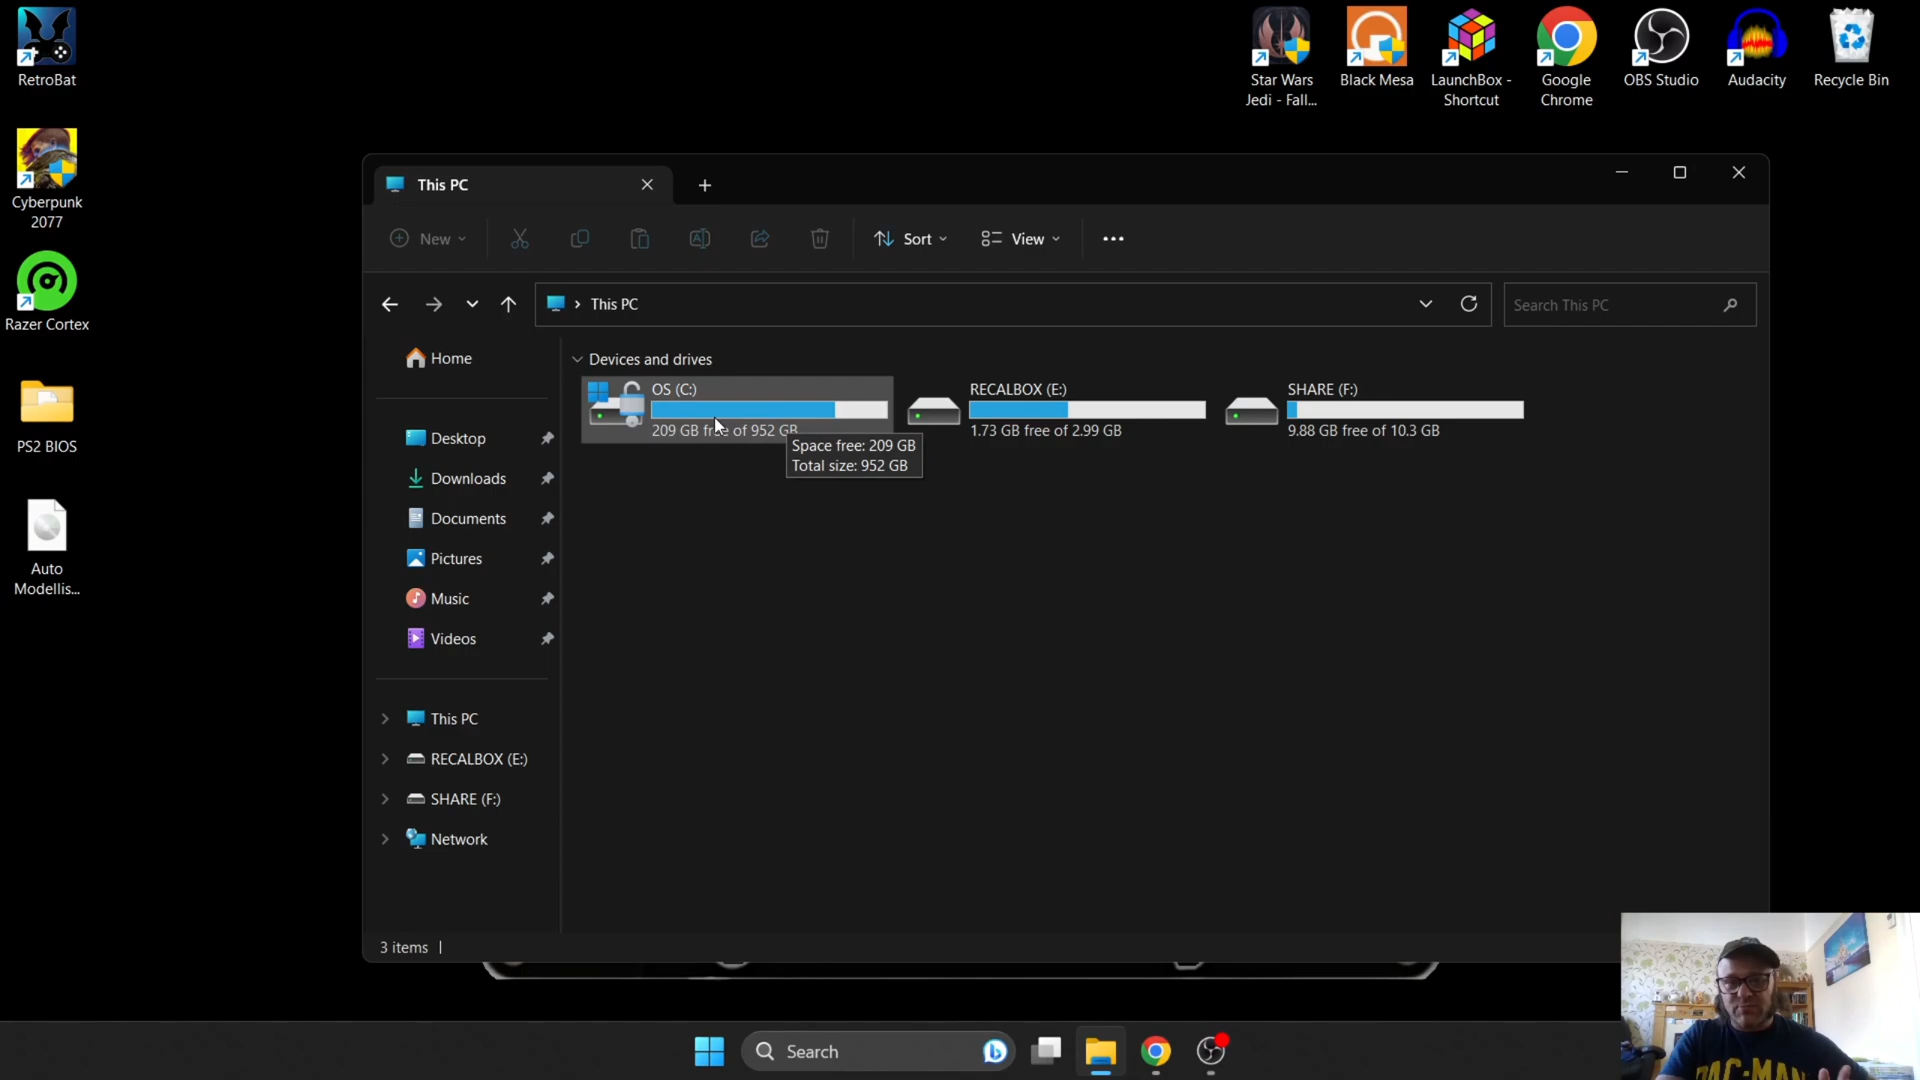 RetroBat
Cyberpunk
2077
Razer Cortex
PS2 BIOS
Auto
Modellis...
Star Wars
Jedi - Fall...
Black Mesa
LaunchBox -
Shortcut
Google
Chrome
OBS Studio
Audacity
Recycle Bin
This PC
New
Sort
View
This PC
Search This PC
Home
Desktop
Downloads
Documents
Pictures
Music
Videos
This PC
RECALBOX (E:)
SHARE (F:)
Network
Devices and drives
OS (C:)
209 GB free of 952 GB
Space free: 209 GB
Total size: 952 GB
RECALBOX (E:)
1.73 GB free of 2.99 GB
SHARE (F:)
9.88 GB free of 10.3 GB
3 items
Search
PAC-MAN